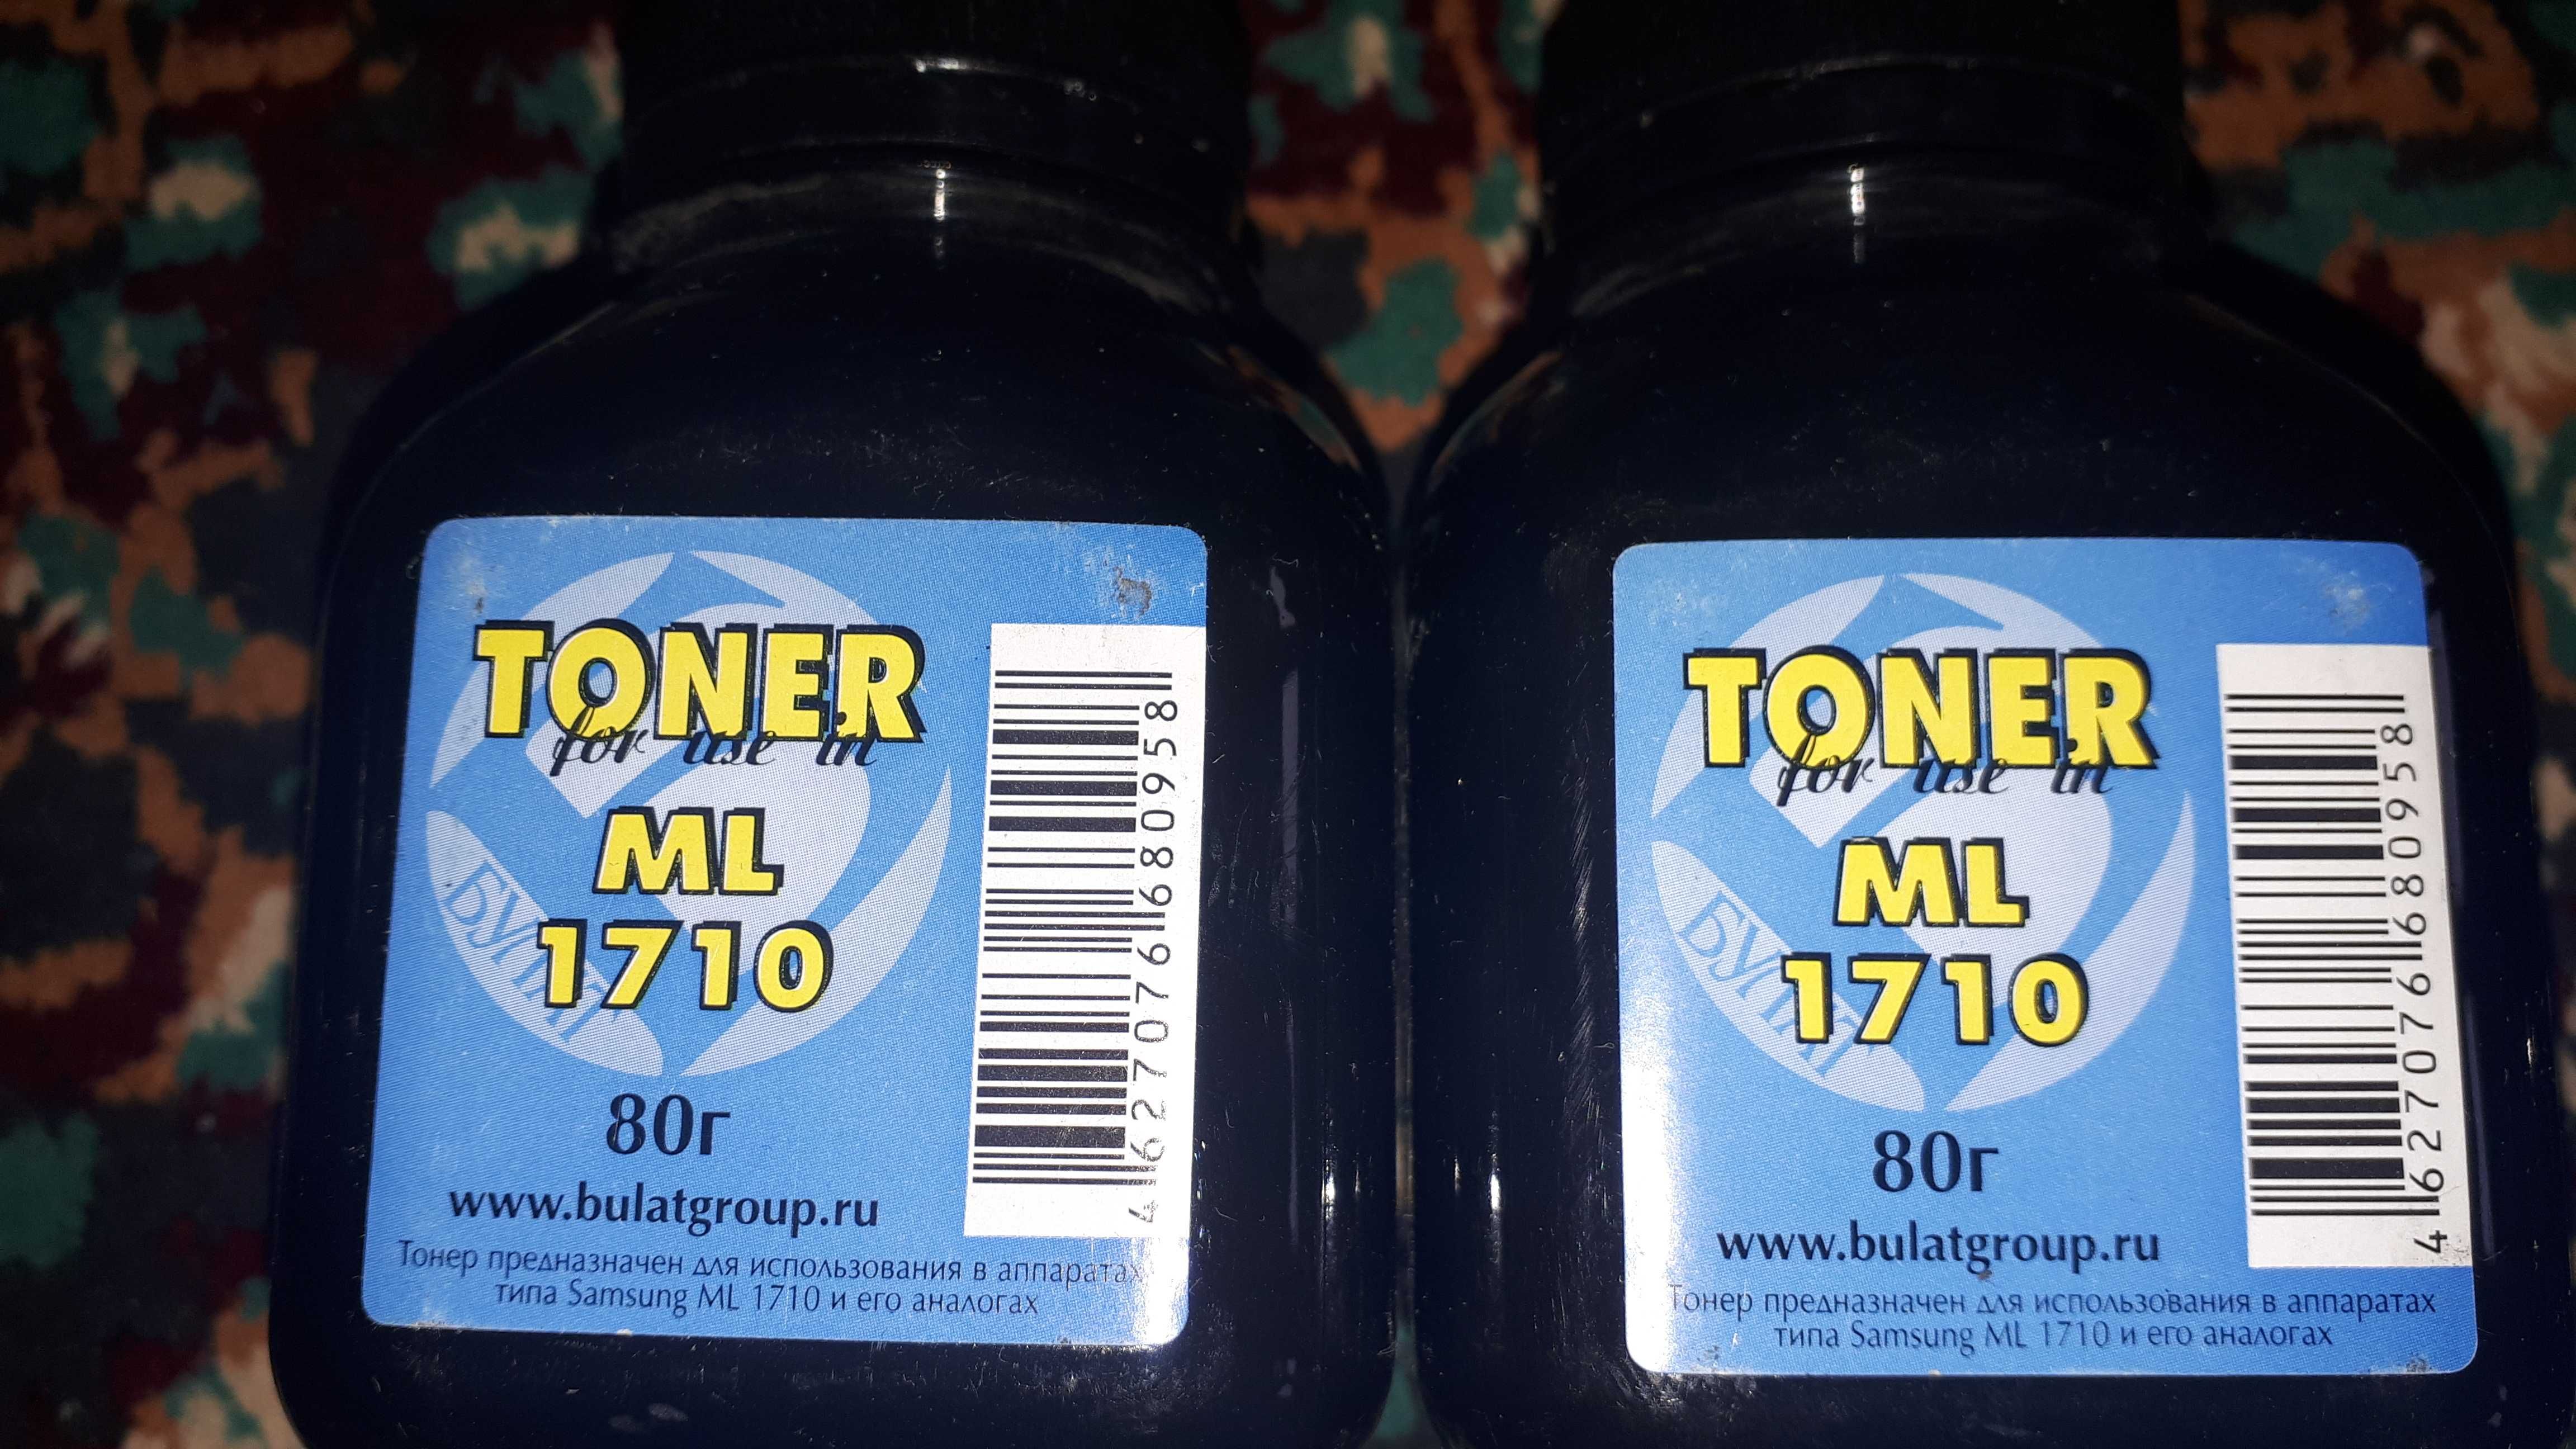 TONER
for use in
ML
1710
БУЛАТ
80г
www.bulatgroup.ru
Тонер предназначен для использования в аппаратах
типа Samsung ML 1710 и его аналогах
4627076680958
TONER
for use in
ML
1710
БУЛАТ
80г
www.bulatgroup.ru
Тонер предназначен для использования в аппаратах
типа Samsung ML 1710 и его аналогах
4627076680958